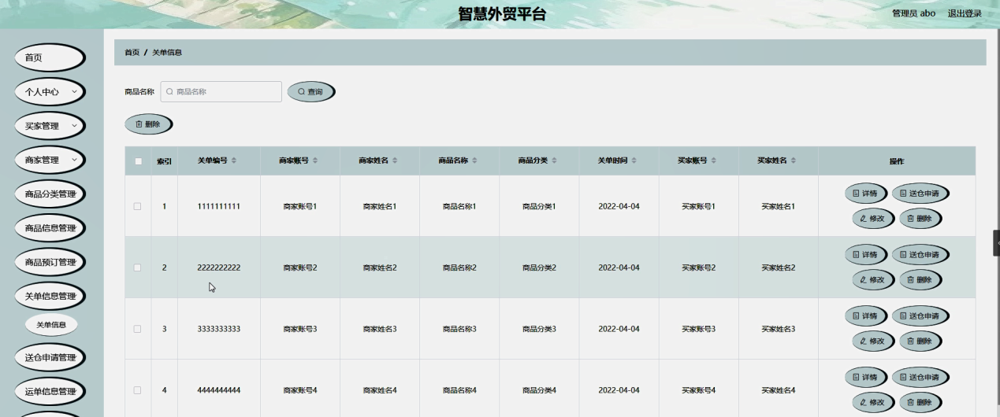 智慧外贸平台
管理员 abo 退出登录
首页
个人中心
买家管理
商家管理
商品分类管理
商品信息管理
商品预订管理
关单信息管理
关单信息
送仓申请管理
运单信息管理
首页 / 关单信息
商品名称 商品名称 查询
删除
索引 关单编号 商家账号 商家姓名 商品名称 商品分类 关单时间 买家账号 买家姓名 操作
1 1111111111 商家账号1 商家姓名1 商品名称1 商品分类1 2022-04-04 买家账号1 买家姓名1 详情 送仓申请
修改 删除
2 2222222222 商家账号2 商家姓名2 商品名称2 商品分类2 2022-04-04 买家账号2 买家姓名2 详情 送仓申请
修改 删除
3 3333333333 商家账号3 商家姓名3 商品名称3 商品分类3 2022-04-04 买家账号3 买家姓名3 详情 送仓申请
修改 删除
4 4444444444 商家账号4 商家姓名4 商品名称4 商品分类4 2022-04-04 买家账号4 买家姓名4 详情 送仓申请
修改 删除